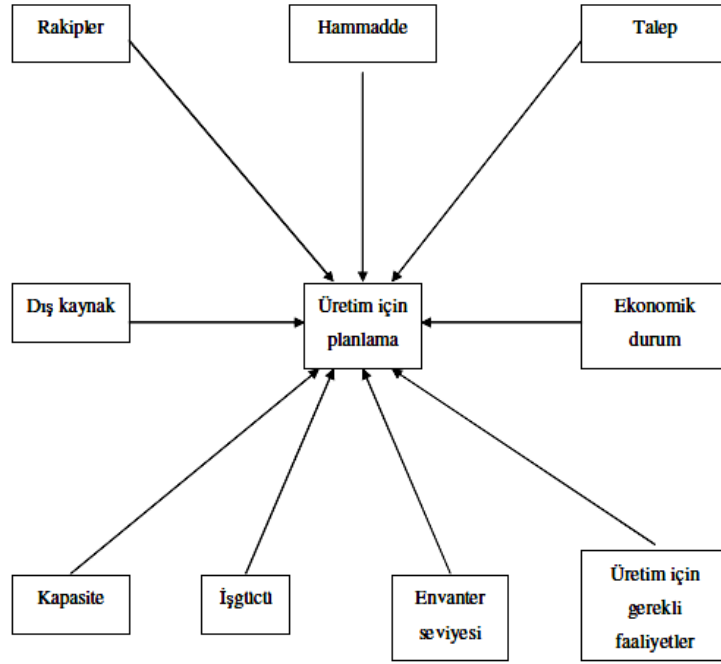 Rakipler
Hammadde
Talep
Dış kaynak
Üretim için
planlama
Ekonomik
durum
Kapasite
İşgücü
Envanter
seviyesi
Üretim için
gerekli
faaliyetler